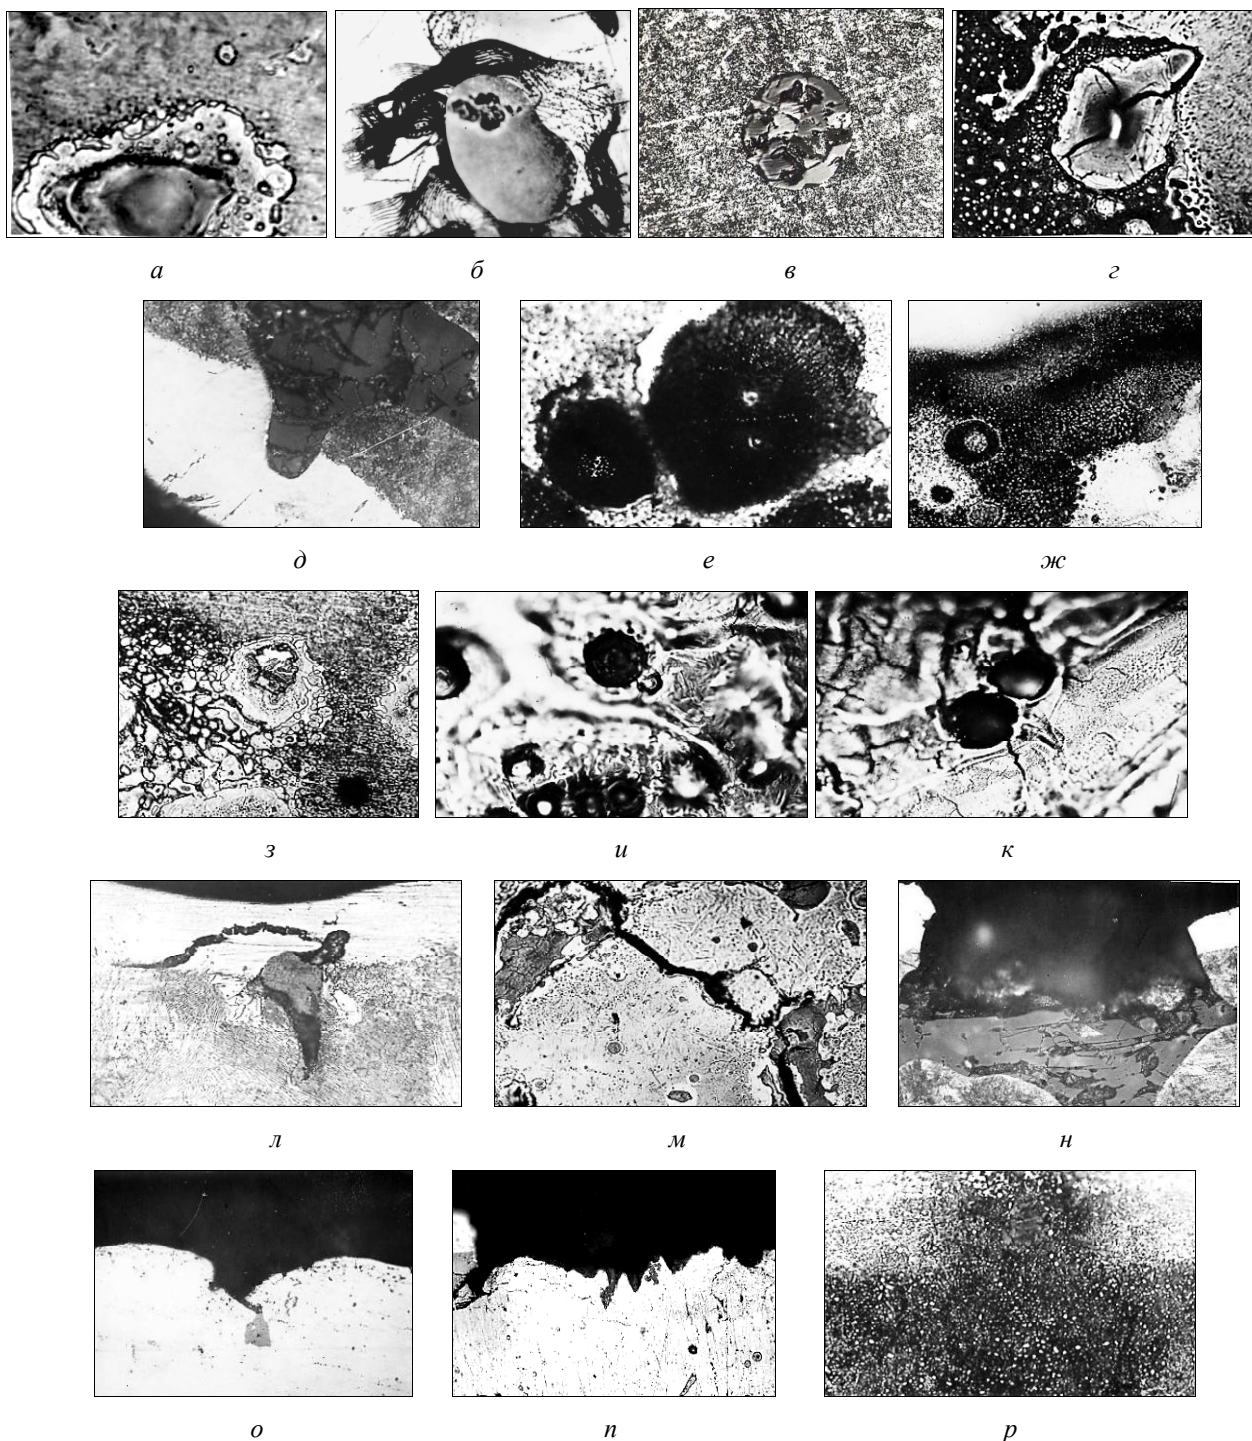 а б в г
д е ж
з и к
л м н
о п р